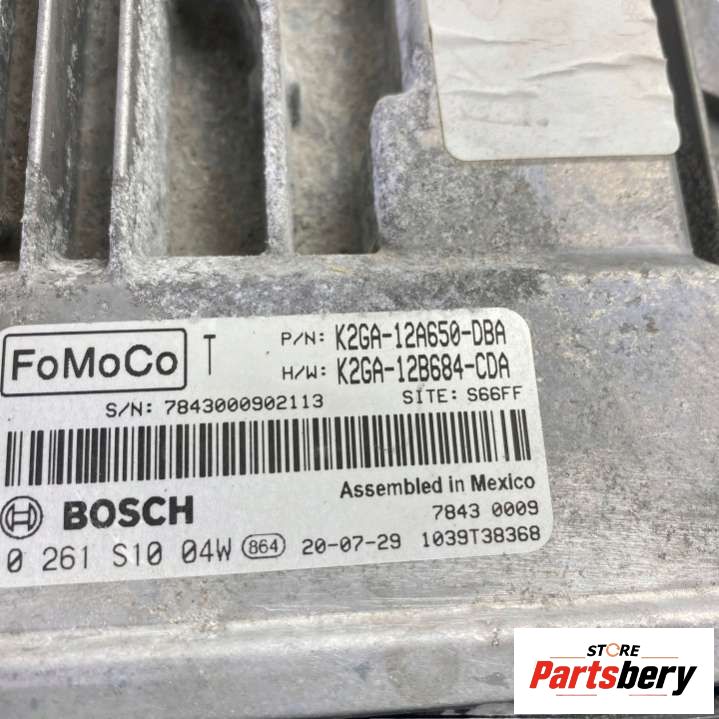 FoMoCo T P/N: K2GA-12A650-DBA
H/W: K2GA-12B684-CDA
S/N: 7843000902113 SITE: S66FF
Assembled in Mexico
BOSCH 7843 0009
0 261 S10 04W 864 20-07-29 1039T38368
STORE
Partsbery